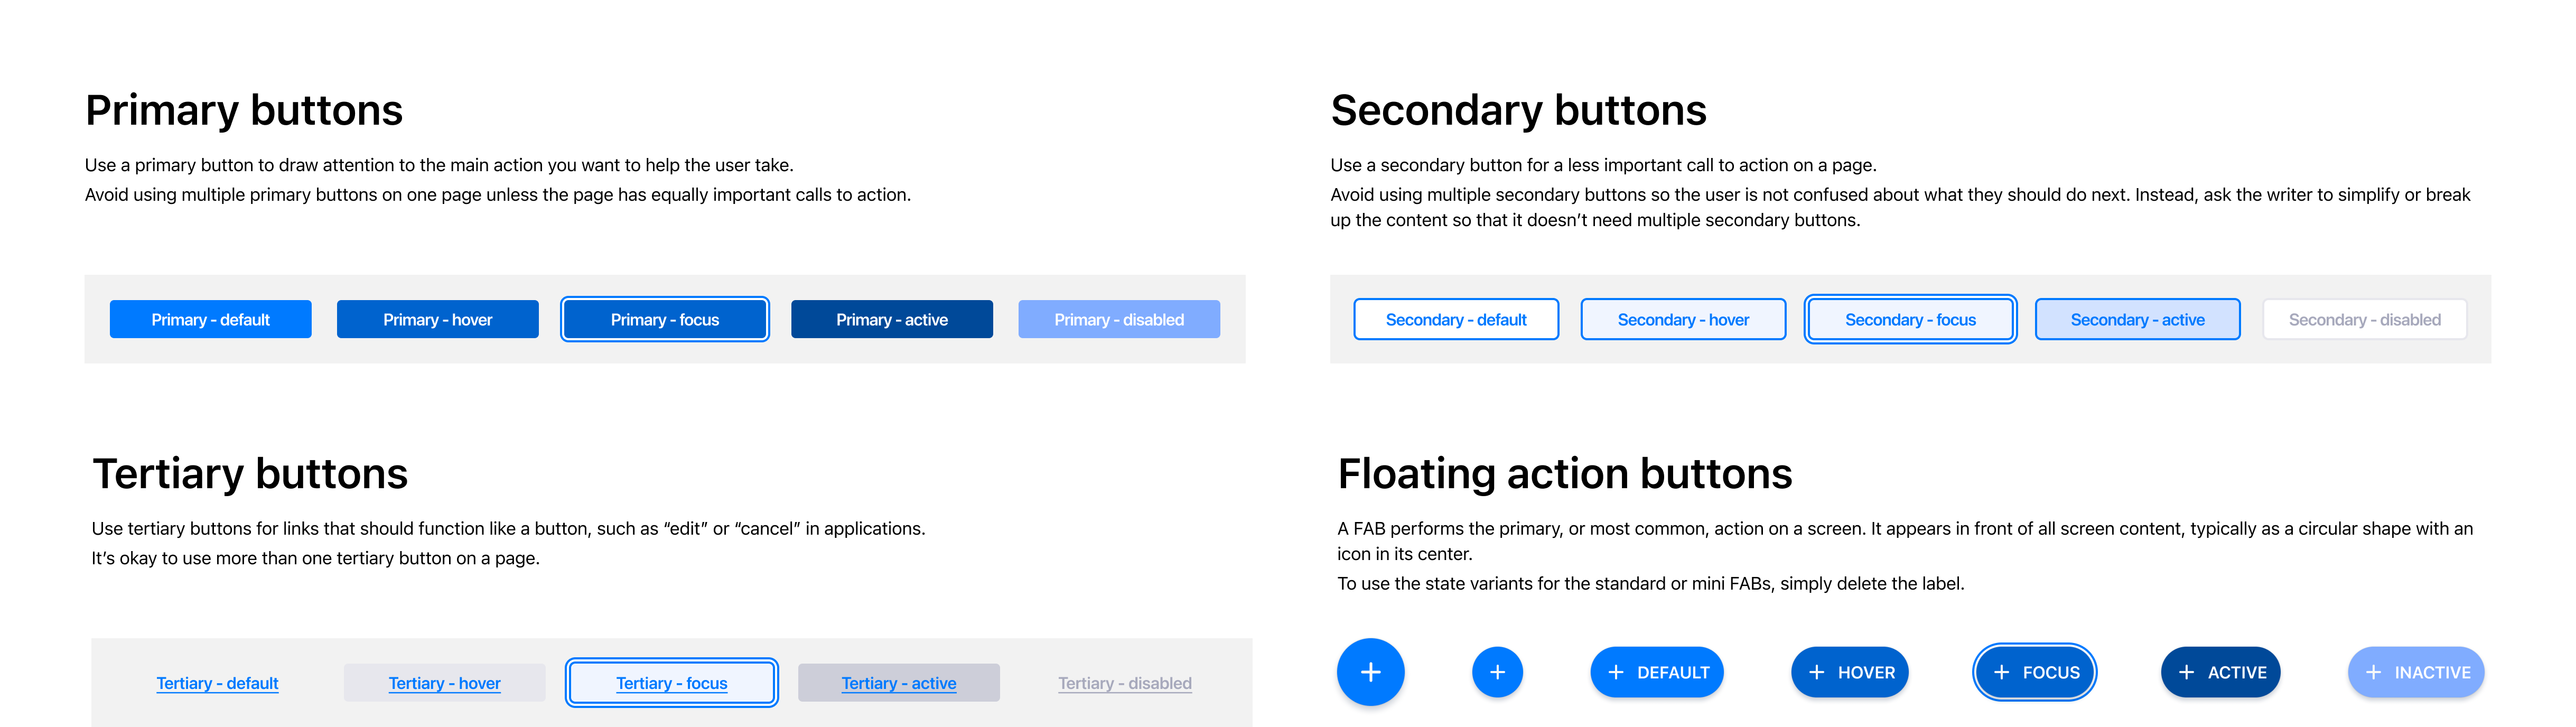 Primary buttons
Use a primary button to draw attention to the main action you want to help the user take.
Avoid using multiple primary buttons on one page unless the page has equally important calls to action.
Primary - default
Primary - hover
Primary - focus
Primary - active
Primary - disabled
Secondary buttons
Use a secondary button for a less important call to action on a page.
Avoid using multiple secondary buttons so the user is not confused about what they should do next. Instead, ask the writer to simplify or break
up the content so that it doesn’t need multiple secondary buttons.
Secondary - default
Secondary - hover
Secondary - focus
Secondary - active
Secondary - disabled
Tertiary buttons
Use tertiary buttons for links that should function like a button, such as “edit” or “cancel” in applications.
It’s okay to use more than one tertiary button on a page.
Tertiary - default
Tertiary - hover
Tertiary - focus
Tertiary - active
Tertiary - disabled
Floating action buttons
A FAB performs the primary, or most common, action on a screen. It appears in front of all screen content, typically as a circular shape with an
icon in its center.
To use the state variants for the standard or mini FABs, simply delete the label.
+
+
+ DEFAULT
+ HOVER
+ FOCUS
+ ACTIVE
+ INACTIVE